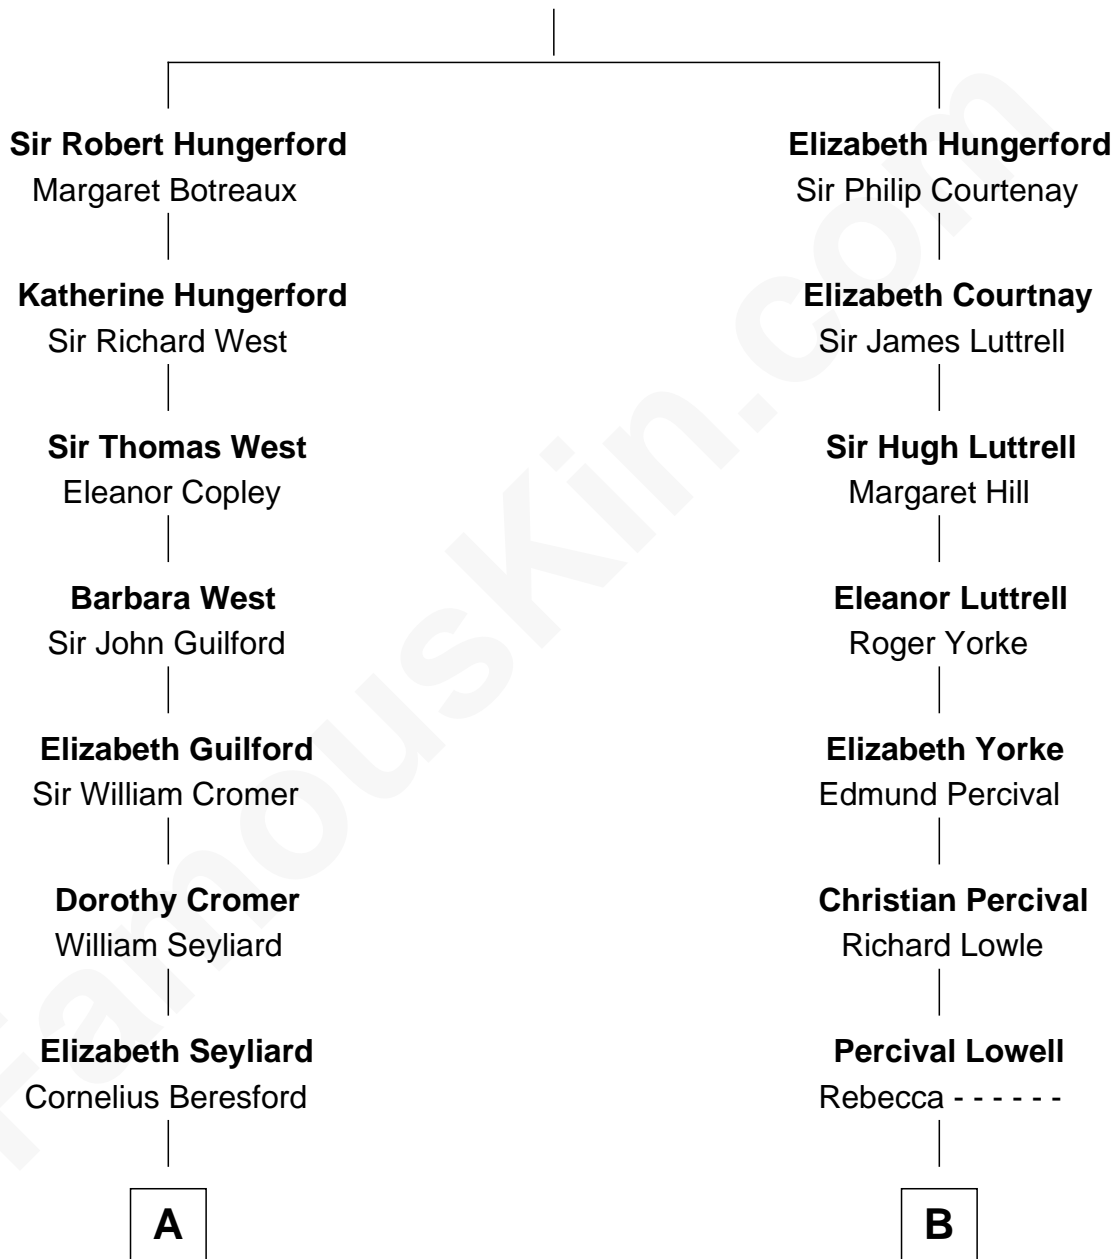 Sir Robert Hungerford
Margaret Botreaux
Katherine Hungerford
Sir Richard West
Sir Thomas West
Eleanor Copley
Barbara West
Sir John Guilford
Elizabeth Guilford
Sir William Cromer
Dorothy Cromer
William Seyliard
Elizabeth Seyliard
Cornelius Beresford
A
Elizabeth Hungerford
Sir Philip Courtenay
Elizabeth Courtnay
Sir James Luttrell
Sir Hugh Luttrell
Margaret Hill
Eleanor Luttrell
Roger Yorke
Elizabeth Yorke
Edmund Percival
Christian Percival
Richard Lowle
Percival Lowell
Rebecca - - - - - -
B
FamousKin.com